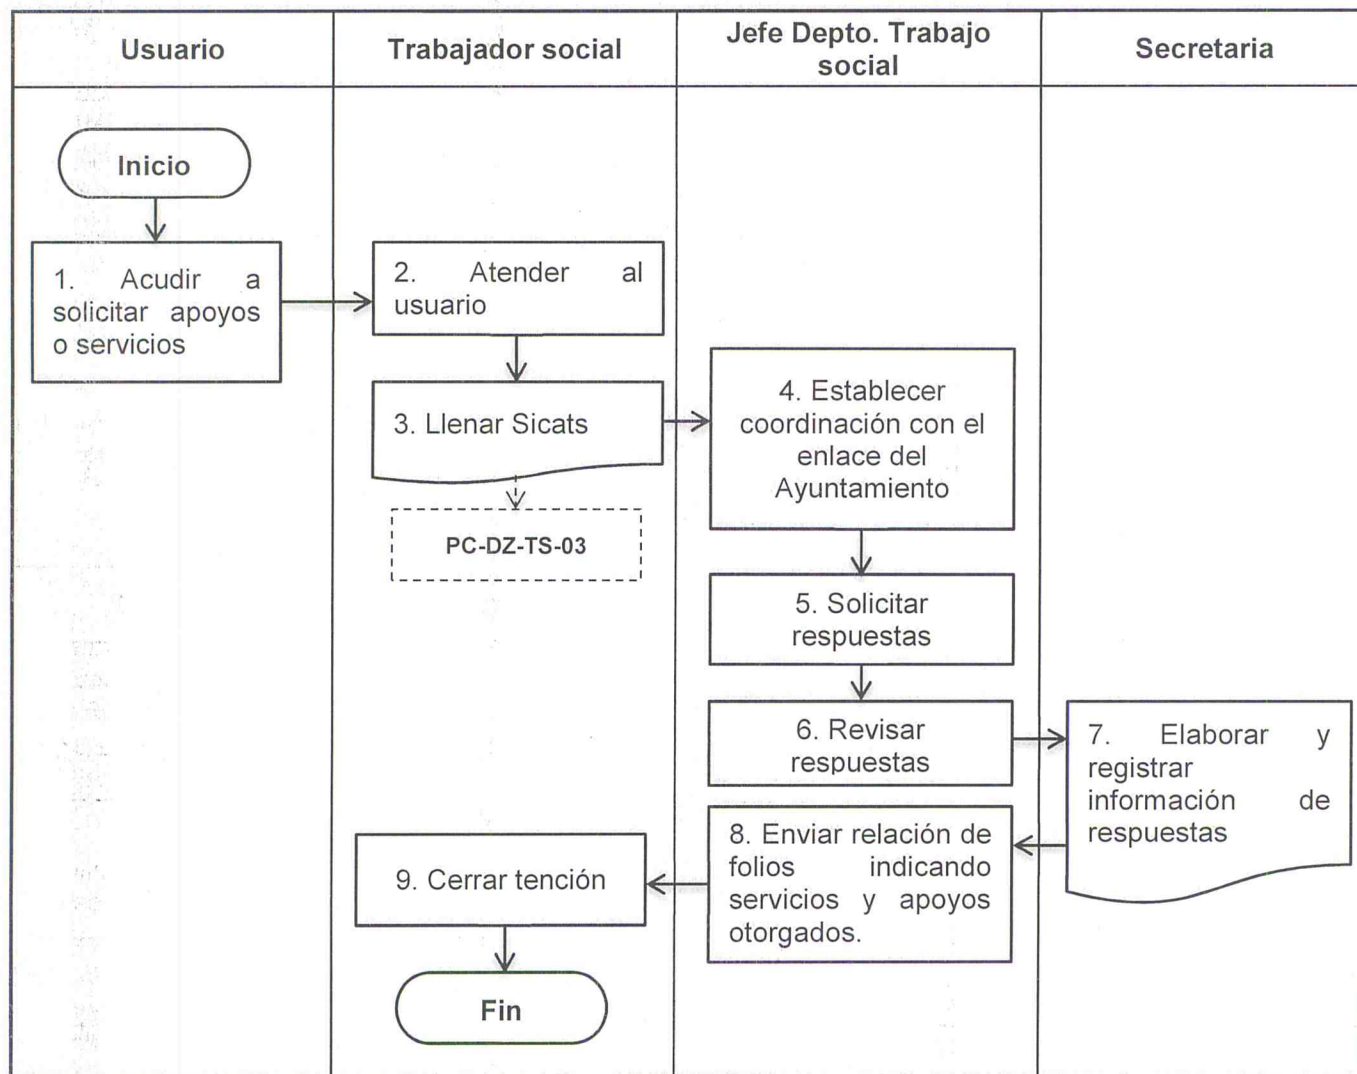 Usuario
Trabajador social
Jefe Depto. Trabajo
social
Secretaria
Inicio
1. Acudir a
solicitar apoyos
o servicios
2. Atender al
usuario
3. Llenar Sicats
PC-DZ-TS-03
4. Establecer
coordinación con el
enlace del
Ayuntamiento
5. Solicitar
respuestas
6. Revisar
respuestas
7. Elaborar y
registrar
información de
respuestas
8. Enviar relación de
folios indicando
servicios y apoyos
otorgados.
9. Cerrar tención
Fin